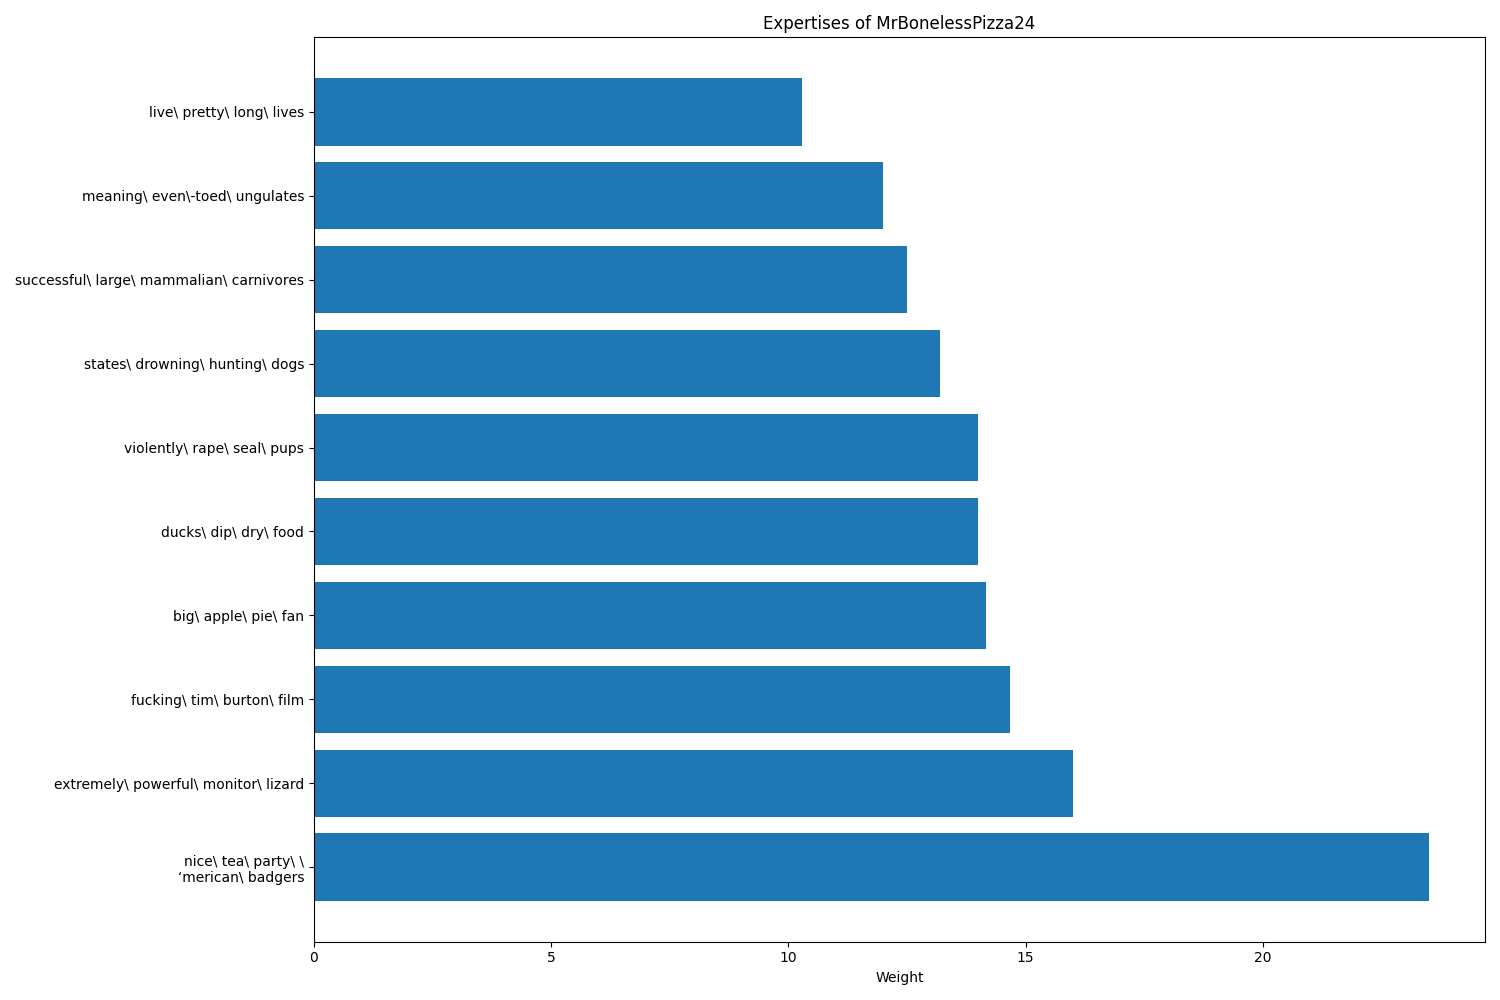 Expertises of MrBonelessPizza24
live\ pretty\ long\ lives
meaning\ even\-toed\ ungulates
successful\ large\ mammalian\ carnivores
states\ drowning\ hunting\ dogs
violently\ rape\ seal\ pups
ducks\ dip\ dry\ food
big\ apple\ pie\ fan
fucking\ tim\ burton\ film
extremely\ powerful\ monitor\ lizard
nice\ tea\ party\ \
‘merican\ badgers
0 5 10 15 20
Weight